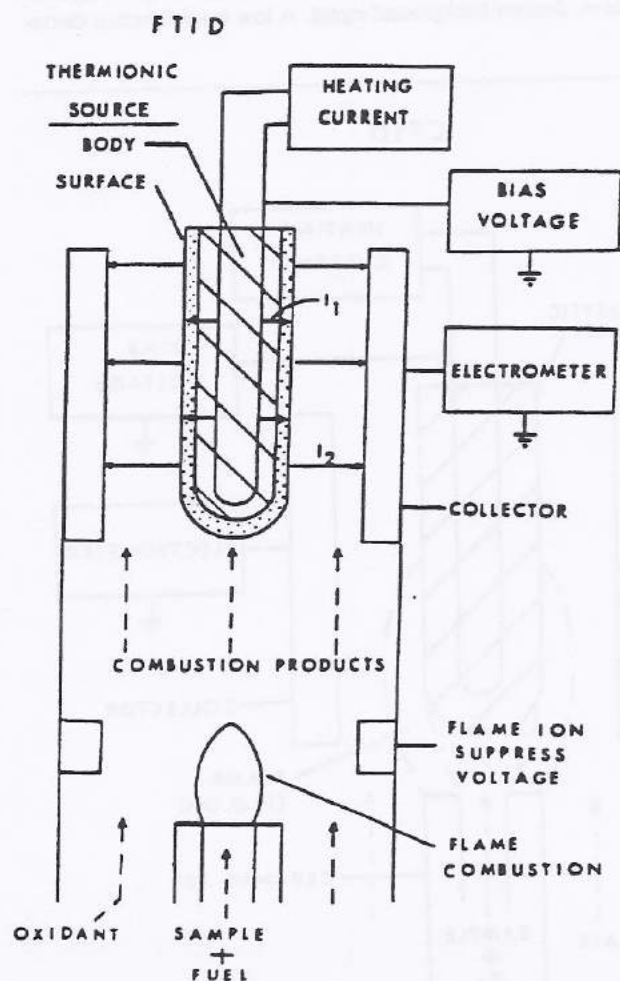 FTID
THERMIONIC
SOURCE
BODY
SURFACE
HEATING
CURRENT
BIAS
VOLTAGE
I1
ELECTROMETER
I2
COLLECTOR
COMBUSTION PRODUCTS
FLAME ION
SUPPRESS
VOLTAGE
FLAME
COMBUSTION
OXIDANT
SAMPLE
+
FUEL